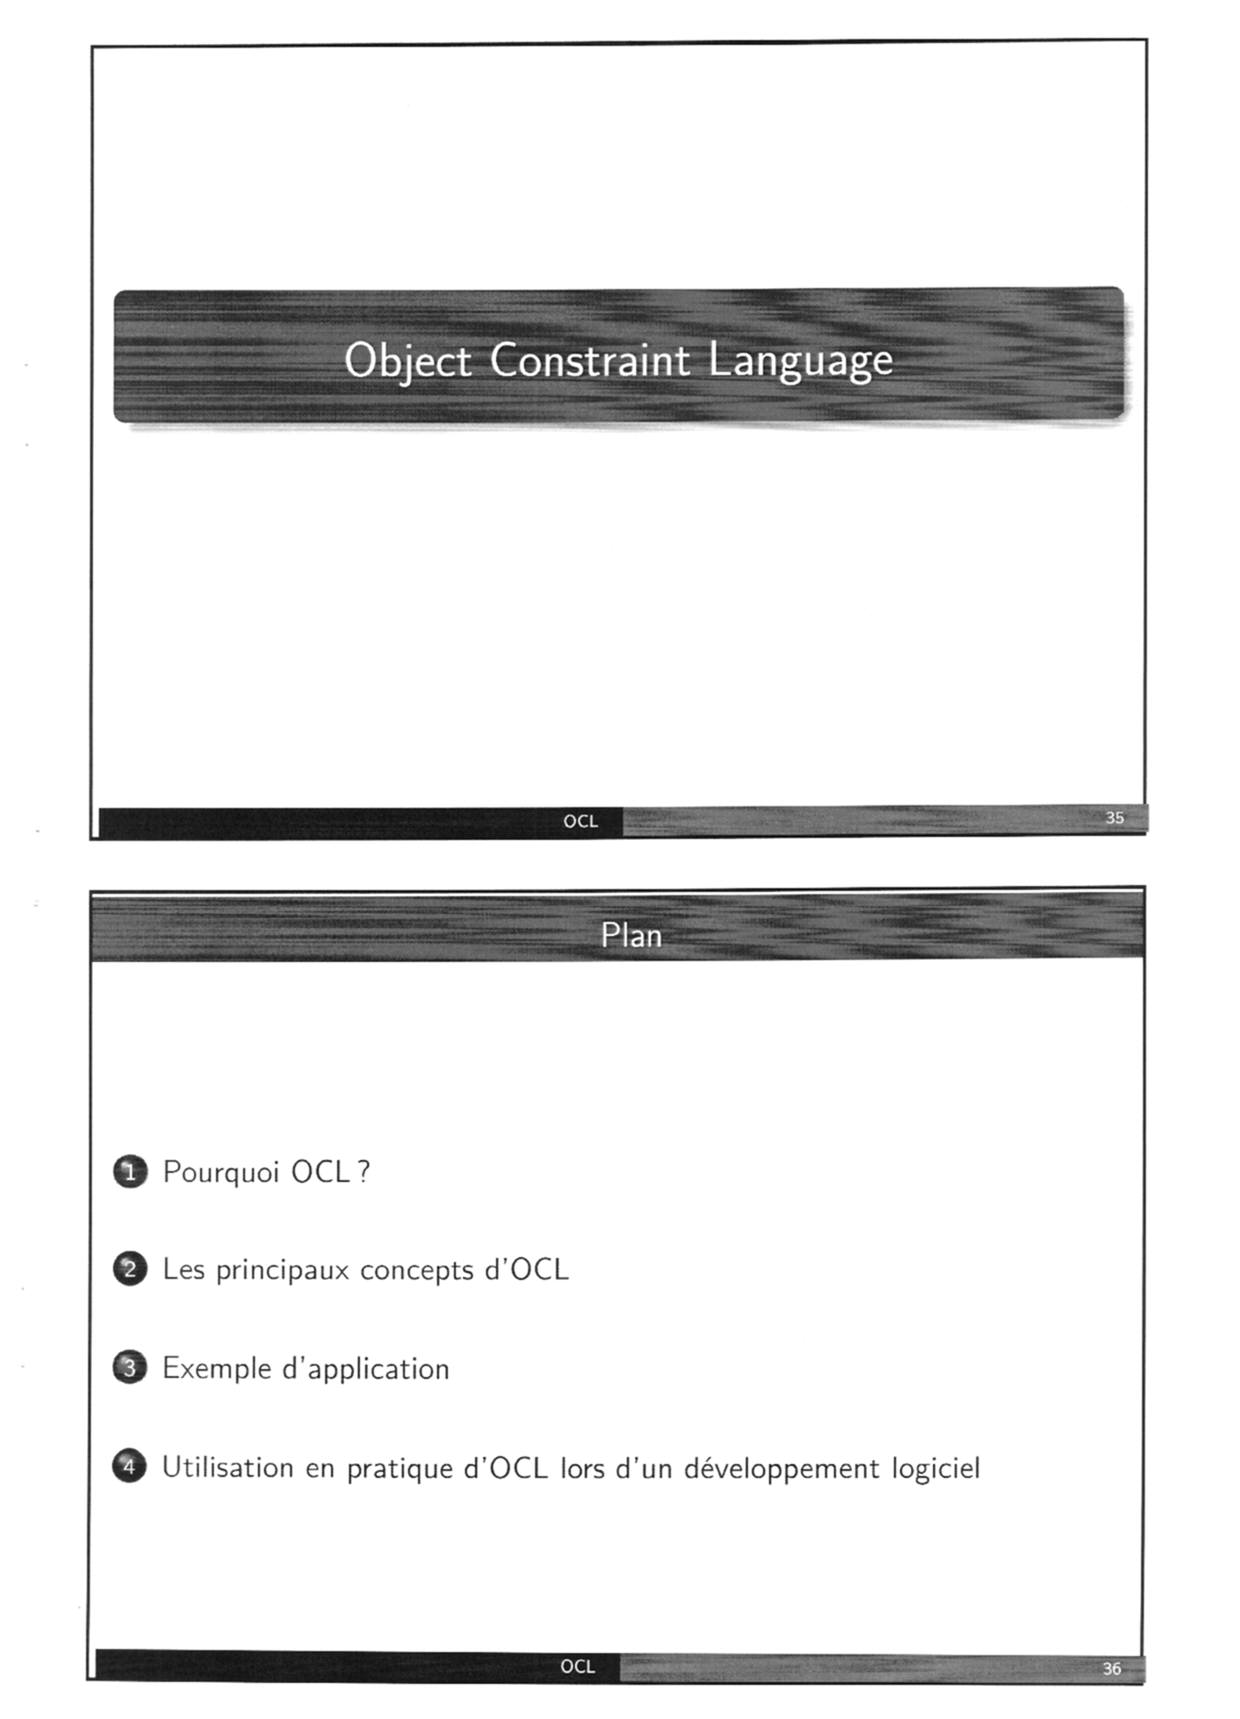 Object Constraint Language
OCL
35
Plan
1 Pourquoi OCL ?
2 Les principaux concepts d'OCL
3 Exemple d'application
4 Utilisation en pratique d'OCL lors d'un développement logiciel
OCL
36